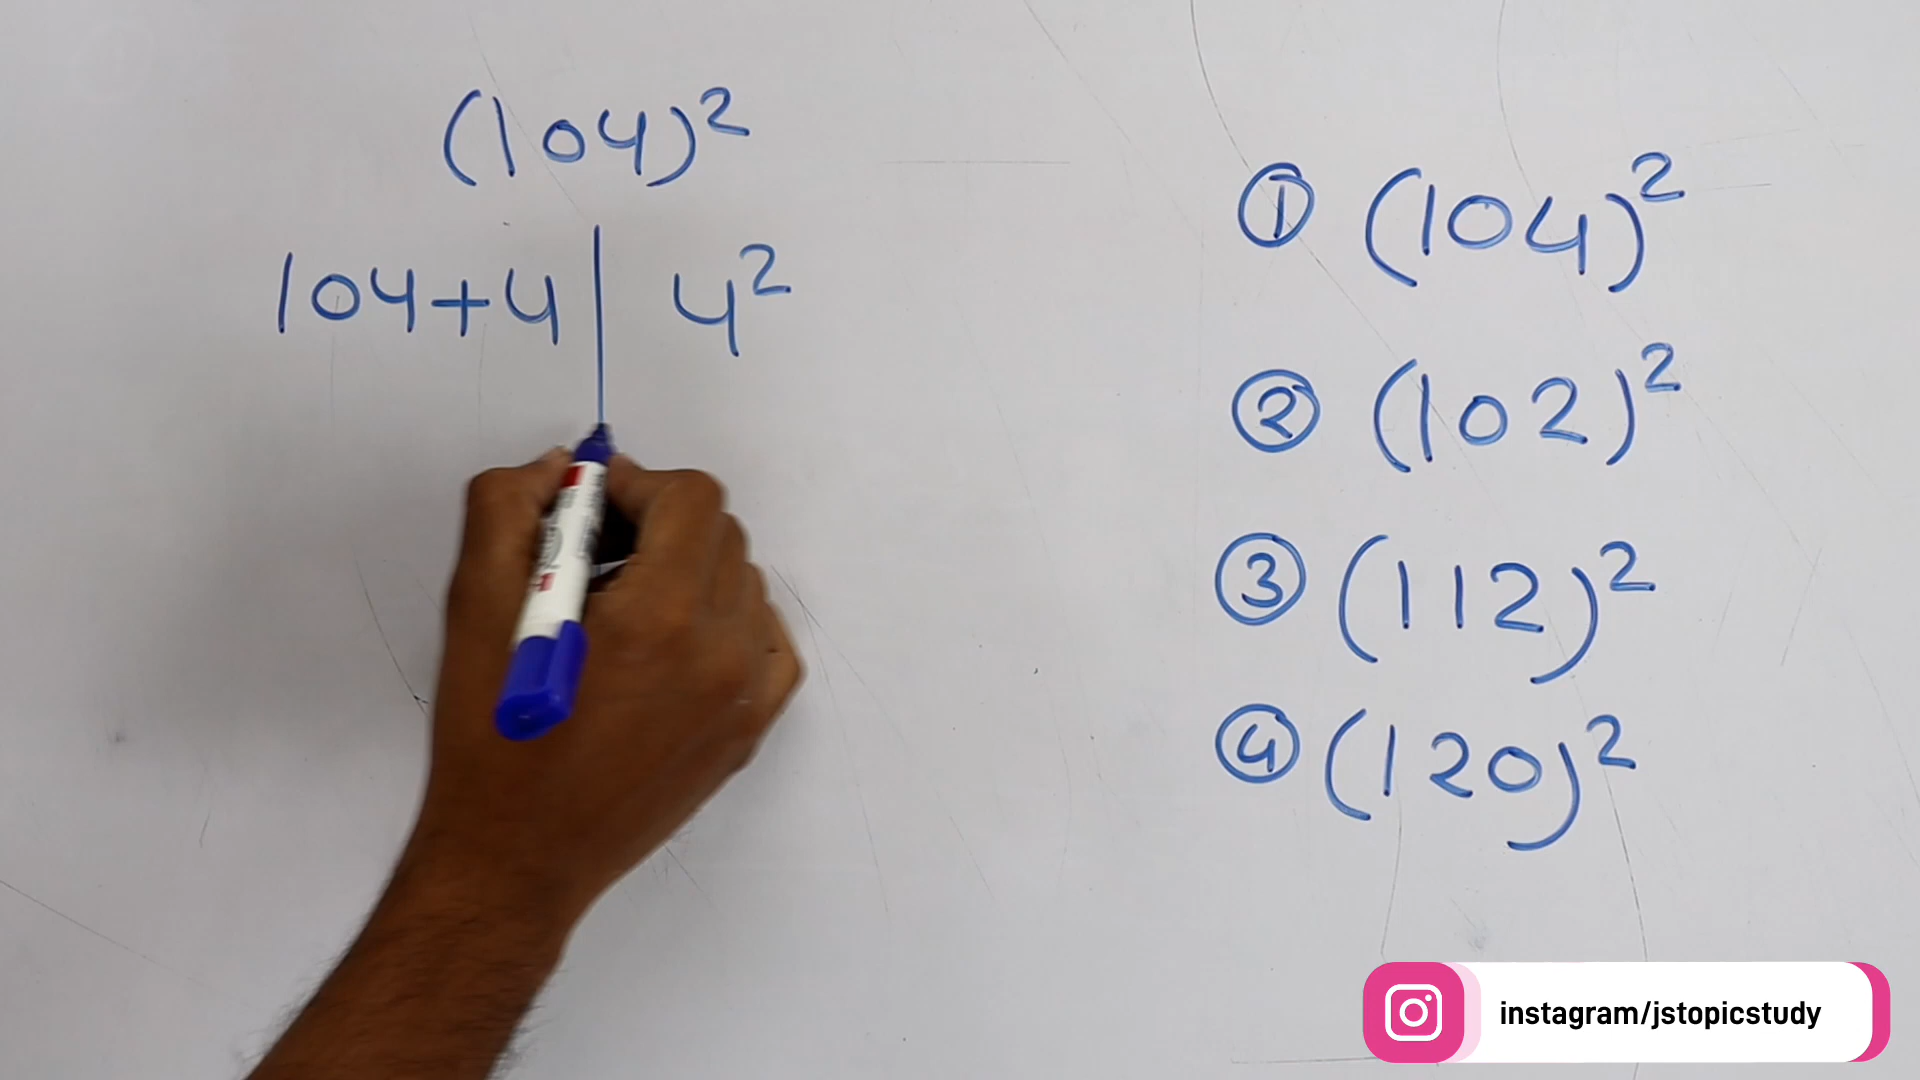 (104)²
104+4 | 4²
① (104)²
② (102)²
③ (112)²
④ (120)²
instagram/jstopicstudy